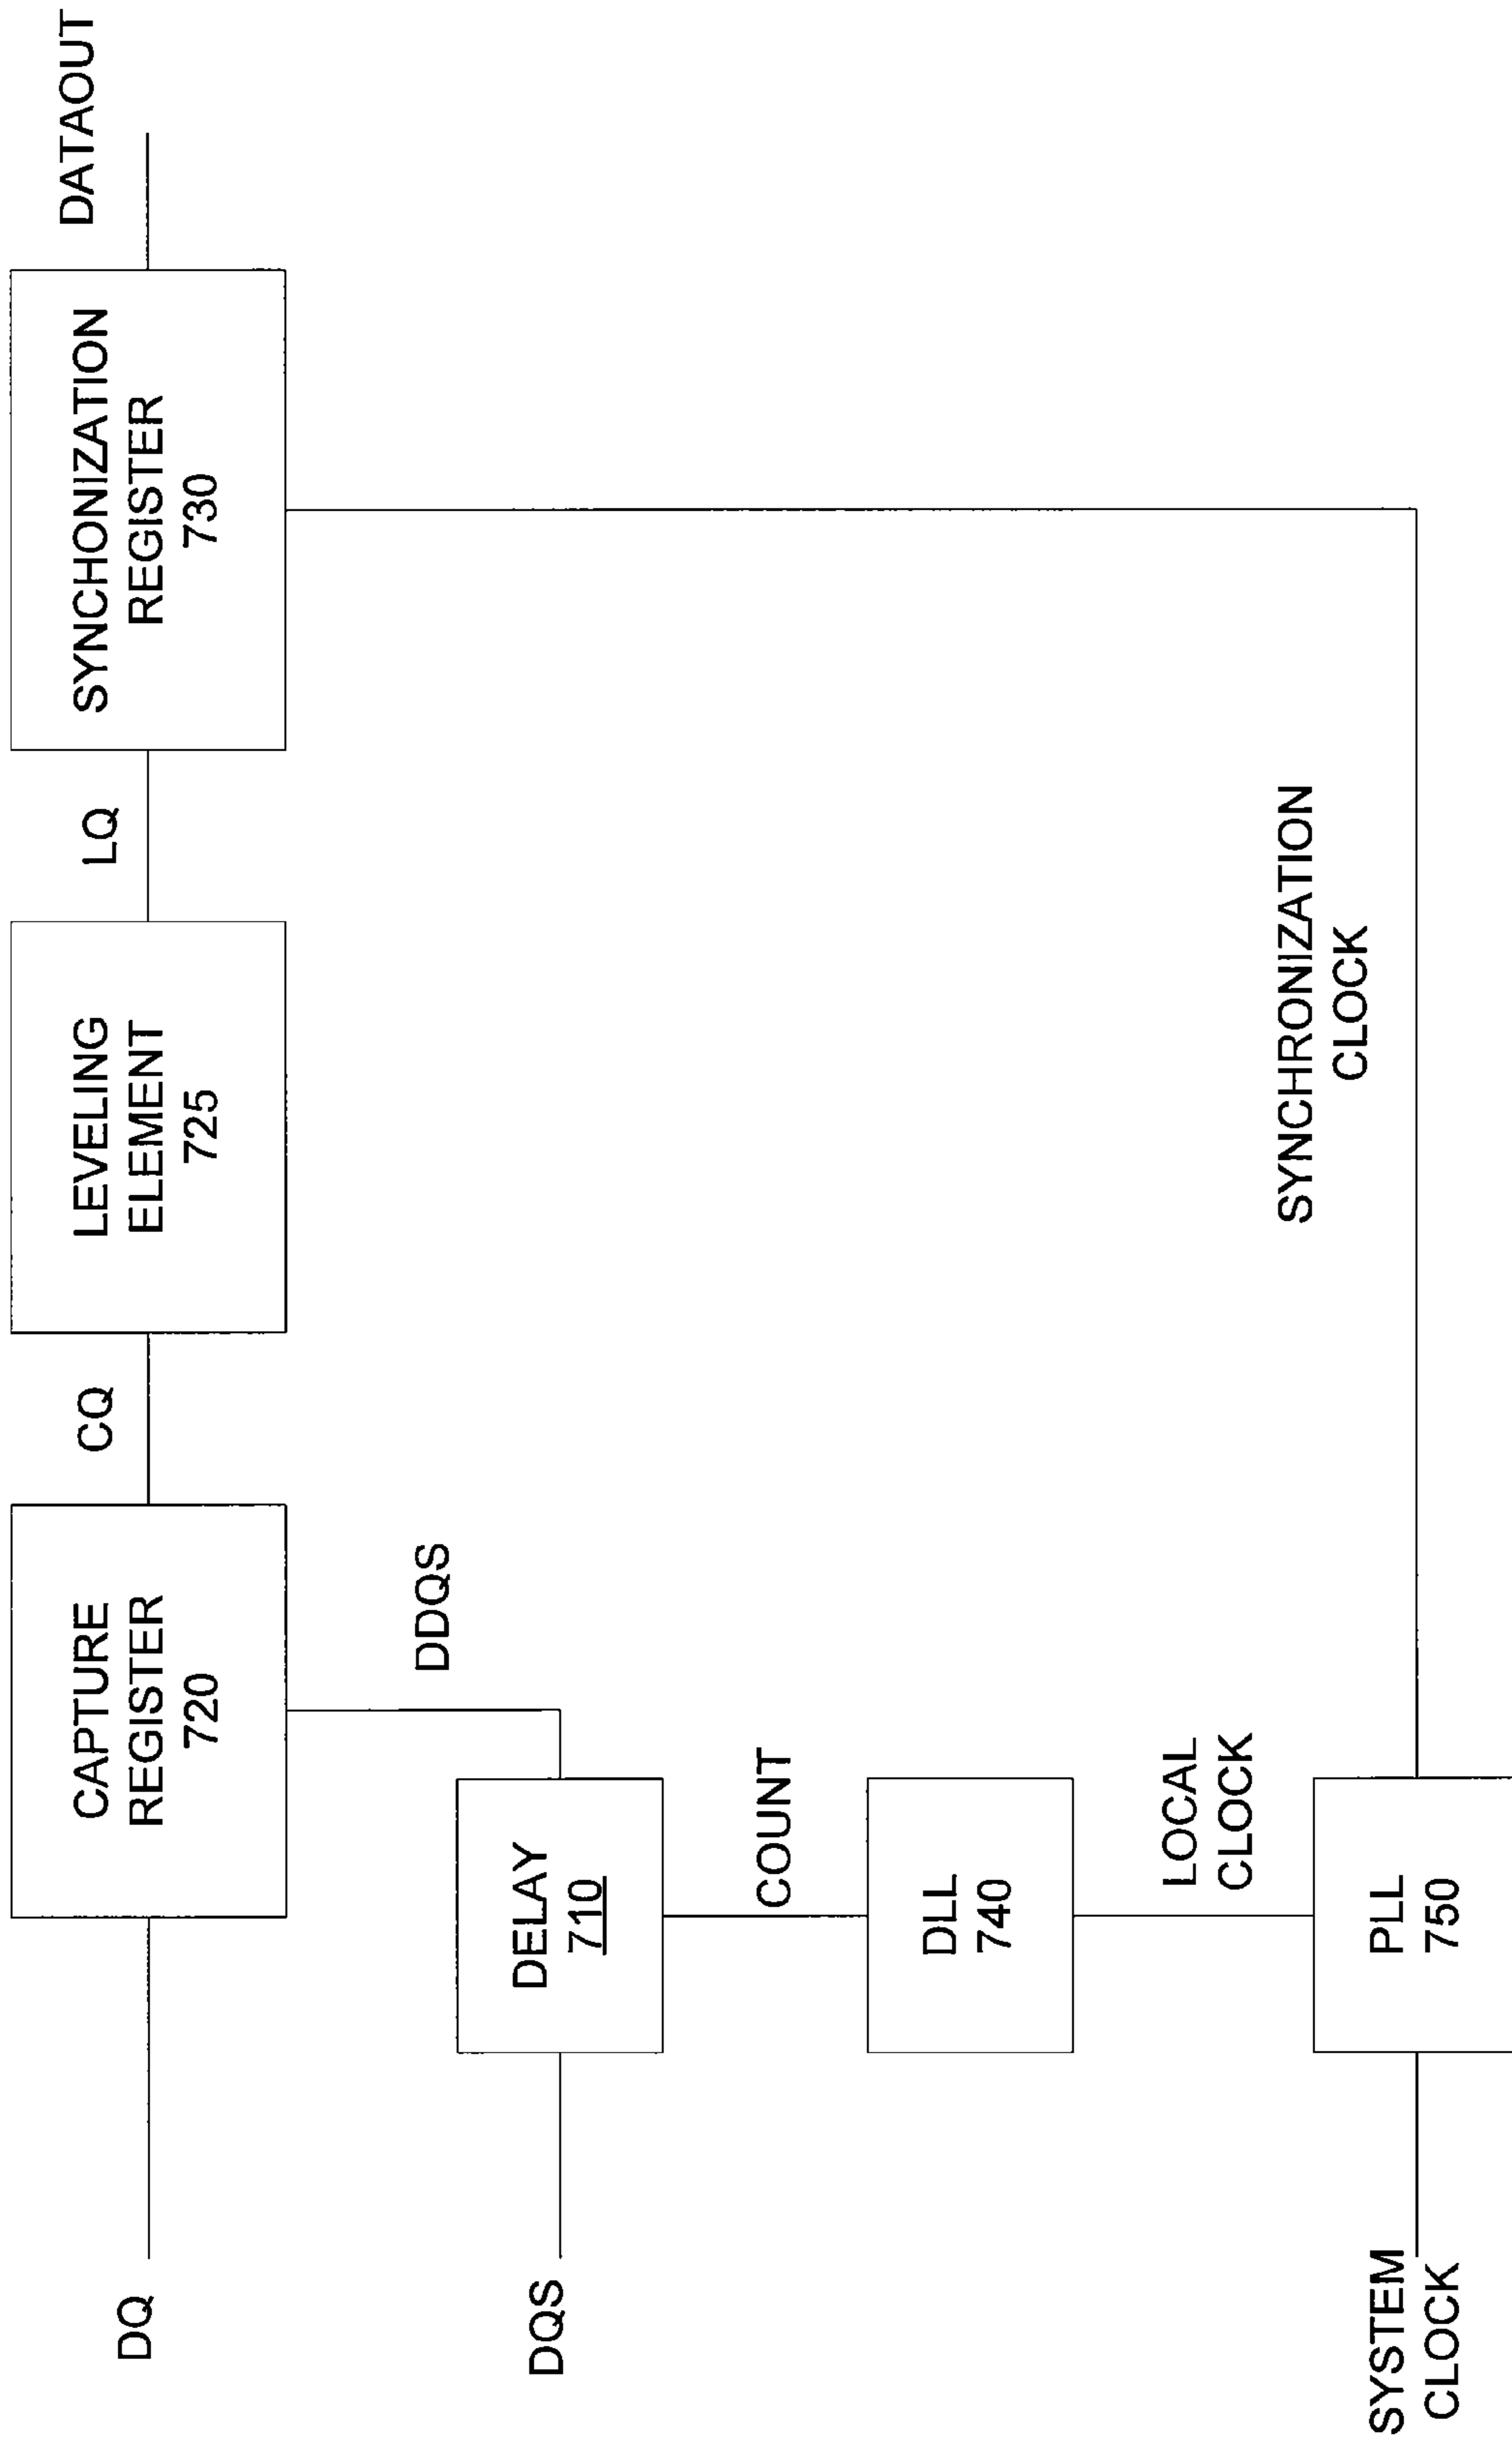 DQ
CAPTURE
REGISTER
720
CQ
LEVELING
ELEMENT
725
LQ
SYNCHONIZATION
REGISTER
730
DATAOUT
DDQS
DQS
DELAY
710
COUNT
DLL
740
LOCAL
CLOCK
SYNCHRONIZATION
CLOCK
SYSTEM
CLOCK
PLL
750